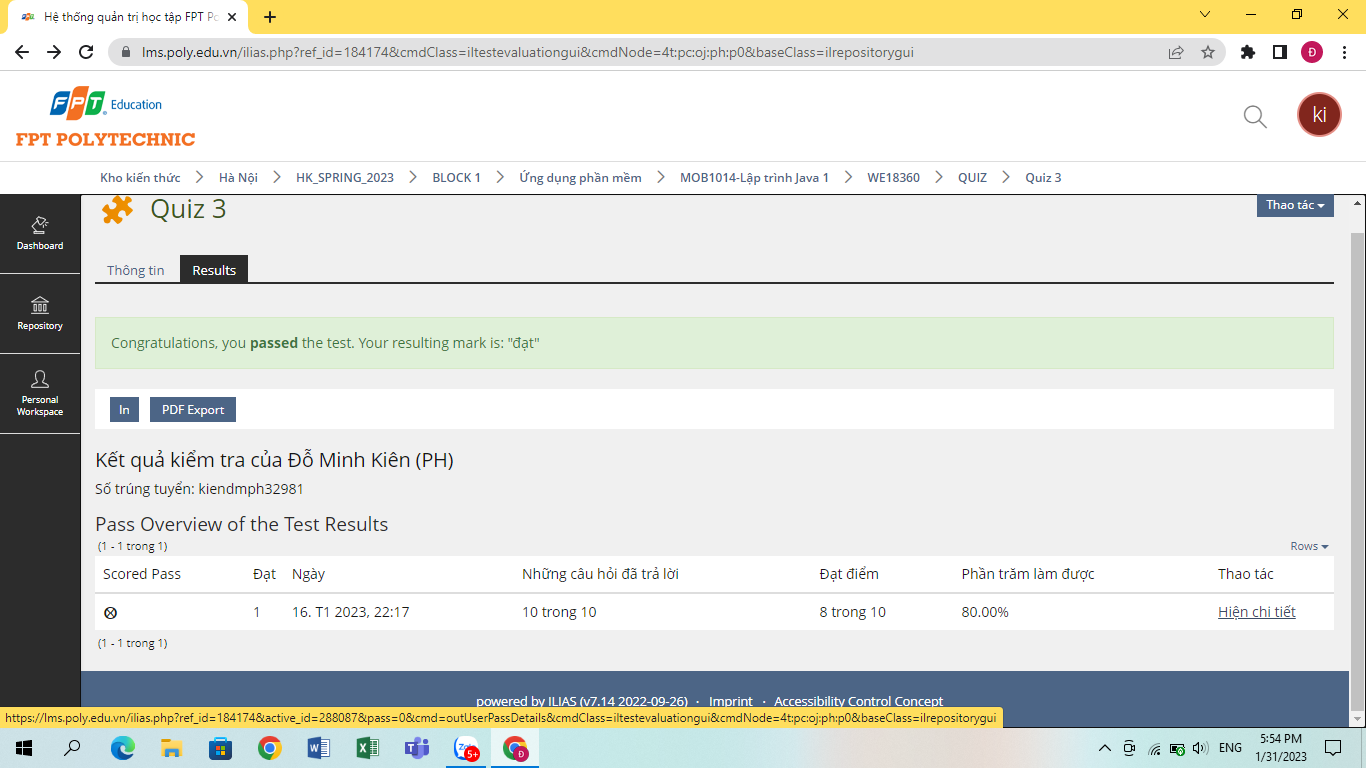 Hệ thống quản trị học tập FPT Po
lms.poly.edu.vn/ilias.php?ref_id=184174&cmdClass=iltestevaluationgui&cmdNode=4t:pc:oj:ph:p0&baseClass=ilrepositorygui
Đ
FPT Education
FPT POLYTECHNIC
ki
Kho kiến thức > Hà Nội > HK_SPRING_2023 > BLOCK 1 > Ứng dụng phần mềm > MOB1014-Lập trình Java 1 > WE18360 > QUIZ > Quiz 3
Dashboard
Repository
Personal
Workspace
Quiz 3
Thao tác
Thông tin Results
Congratulations, you passed the test. Your resulting mark is: "đạt"
In PDF Export
Kết quả kiểm tra của Đỗ Minh Kiên (PH)
Số trúng tuyển: kiendmph32981
Pass Overview of the Test Results
(1 - 1 trong 1) Rows
Scored Pass Đạt Ngày Những câu hỏi đã trả lời Đạt điểm Phần trăm làm được Thao tác
1 16. T1 2023, 22:17 10 trong 10 8 trong 10 80.00% Hiện chi tiết
(1 - 1 trong 1)
powered by ILIAS (v7.14 2022-09-26) · Imprint · Accessibility Control Concept
https://lms.poly.edu.vn/ilias.php?ref_id=184174&active_id=288087&pass=0&cmd=outUserPassDetails&cmdClass=iltestevaluationgui&cmdNode=4t:pc:oj:ph:p0&baseClass=ilrepositorygui
Zalo 5+ Đ
ENG
5:54 PM
1/31/2023